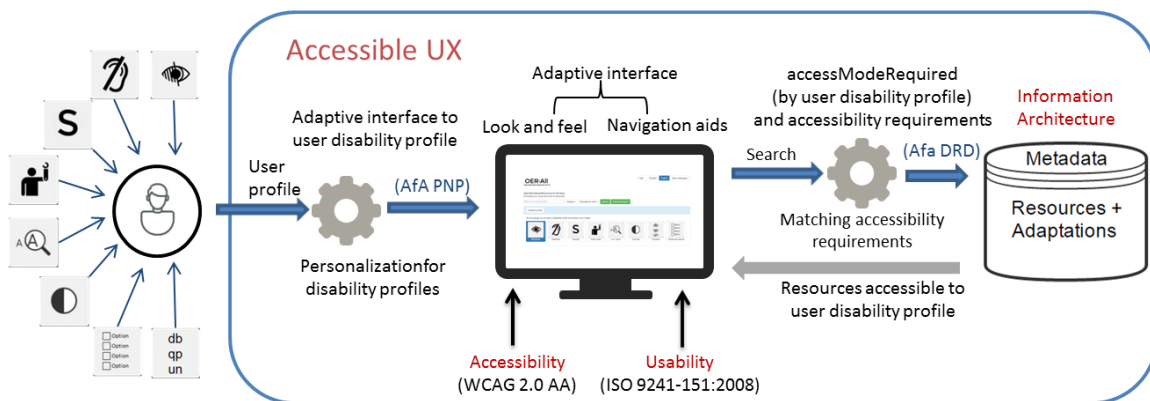 Accessible UX
S
A A
Option
Option
Option
Option
db
qp
un
User
profile
Adaptive interface to
user disability profile
(AfA PNP)
Personalizationfor
disability profiles
Adaptive interface
Look and feel
Navigation aids
OER-All
S
Accessibility
(WCAG 2.0 AA)
Usability
(ISO 9241-151:2008)
Search
accessModeRequired
(by user disability profile)
and accessibility requirements
(Afa DRD)
Matching accessibility
requirements
Resources accessible to
user disability profile
Information
Architecture
Metadata
Resources +
Adaptations